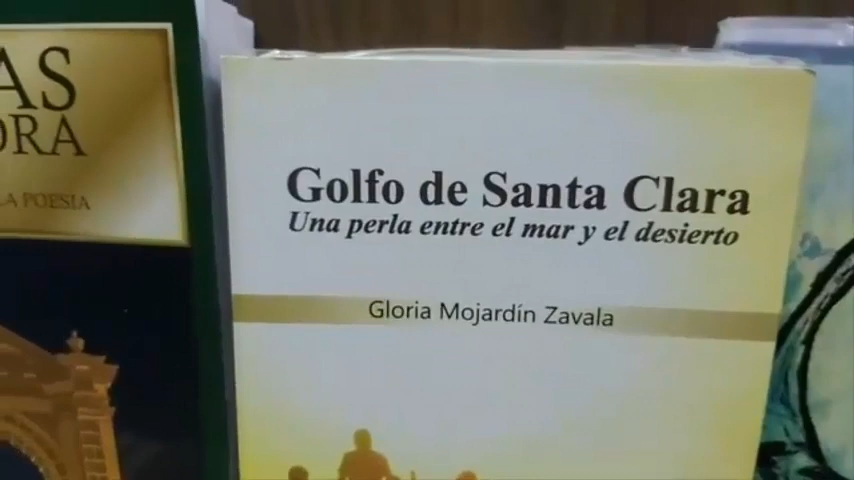 AS
ORA
LA POESIA
Golfo de Santa Clara
Una perla entre el mar y el desierto
Gloria Mojardín Zavala